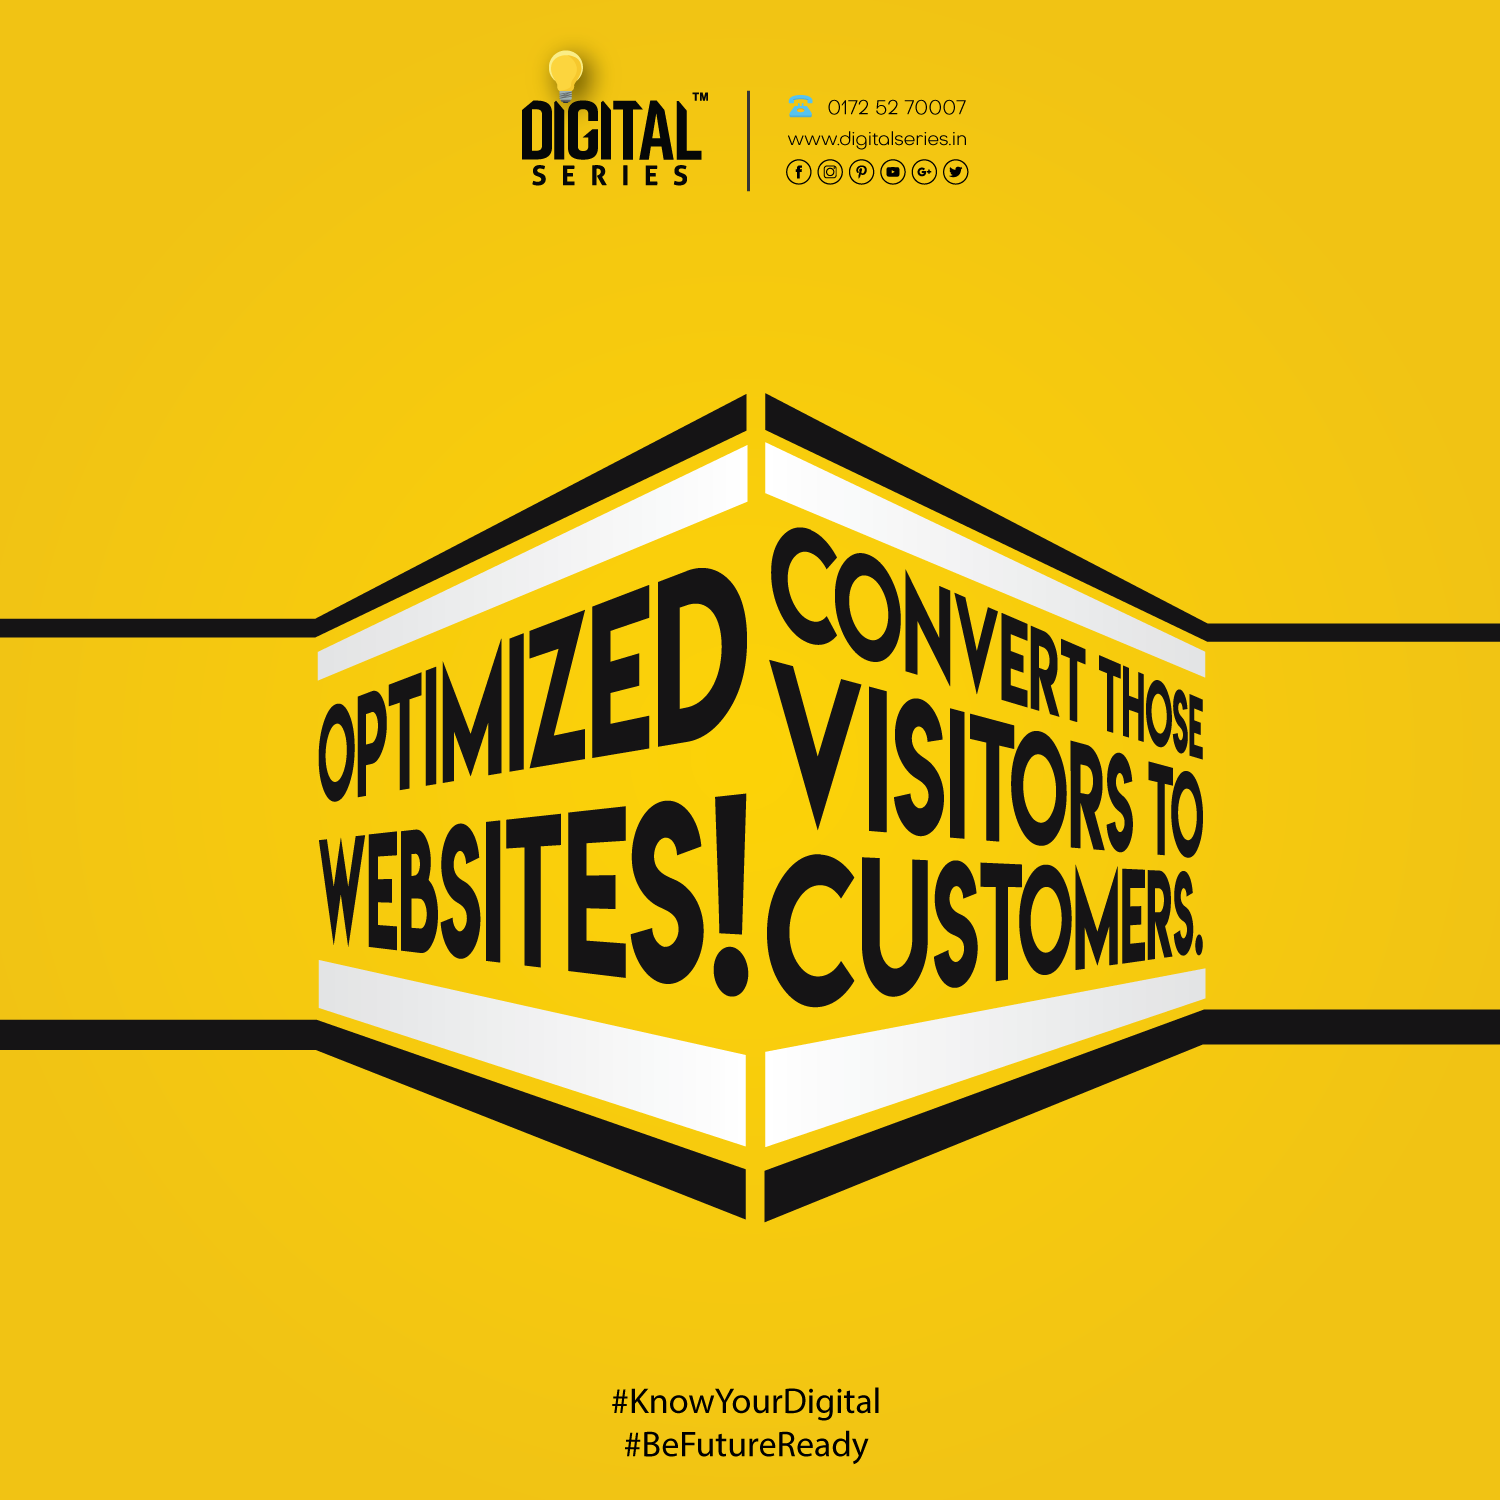 DIGITAL™
SERIES
0172 52 70007
www.digitalseries.in
OPTIMIZED
WEBSITES!
CONVERT THOSE
VISITORS TO
CUSTOMERS.
#KnowYourDigital
#BeFutureReady